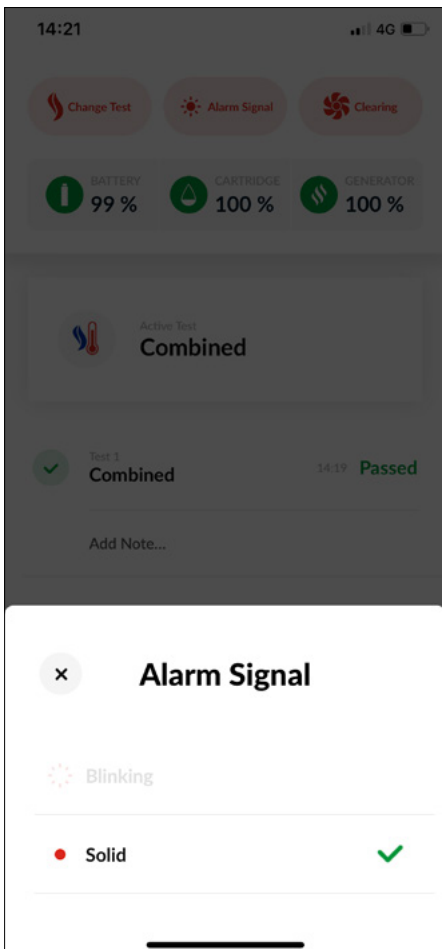 14:21 4G
Change Test Alarm Signal Clearing
BATTERY CARTRIDGE GENERATOR
99 % 100 % 100 %
Active Test
Combined
Test 1
Combined 14:19 Passed
Add Note...
Alarm Signal
Blinking
Solid